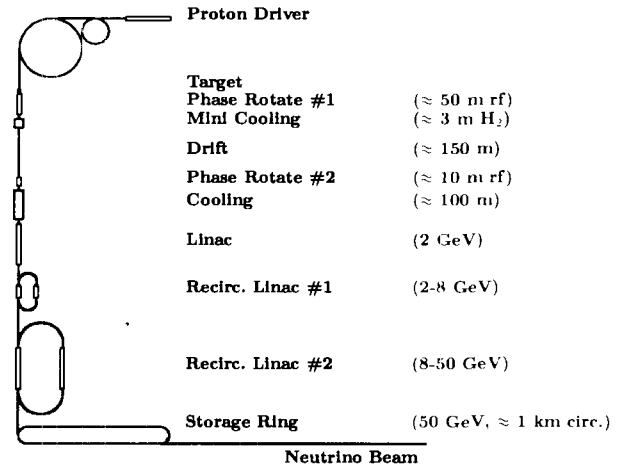 Proton Driver
Target
Phase Rotate #1 (≈ 50 m rf)
Mini Cooling (≈ 3 m H₂)
Drift (≈ 150 m)
Phase Rotate #2 (≈ 10 m rf)
Cooling (≈ 100 m)
Linac (2 GeV)
Recirc. Linac #1 (2-8 GeV)
Recirc. Linac #2 (8-50 GeV)
Storage Ring (50 GeV, ≈ 1 km circ.)
Neutrino Beam